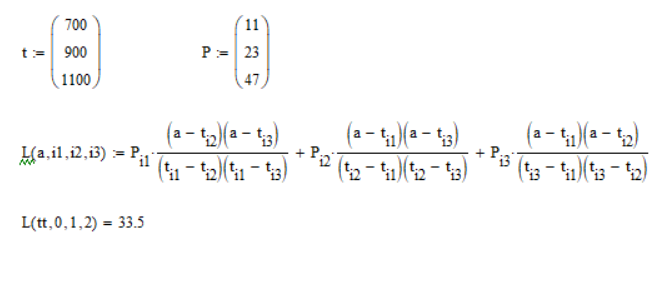 t := (700 900 1100) P := (11 23 47)
L(a,i1,i2,i3) := P_i1·((a − t_i2)(a − t_i3))/((t_i1 − t_i2)(t_i1 − t_i3)) + P_i2·((a − t_i1)(a − t_i3))/((t_i2 − t_i1)(t_i2 − t_i3)) + P_i3·((a − t_i1)(a − t_i2))/((t_i3 − t_i1)(t_i3 − t_i2))
L(tt,0,1,2) = 33.5